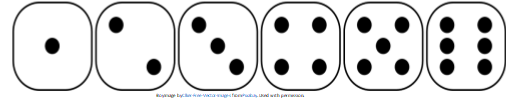 Image by Clker-Free-Vector-Images from Pixabay. Used with permission.